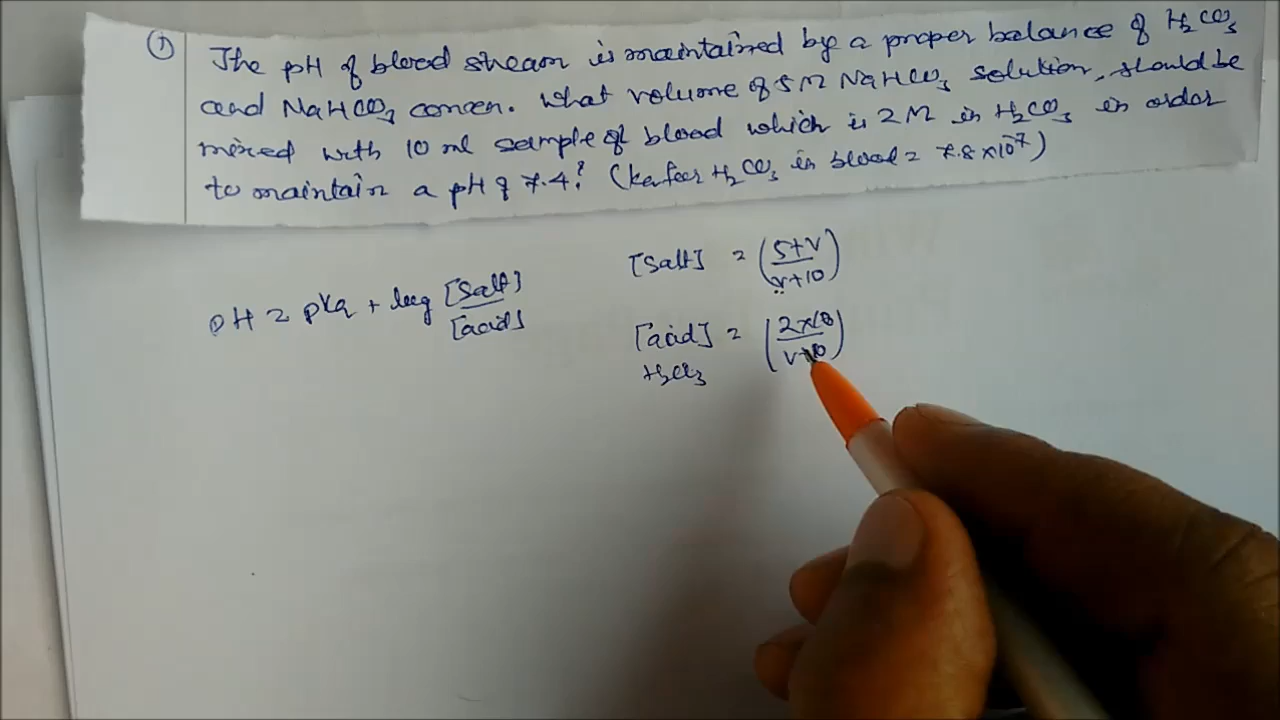 ① The pH of blood stream is maintained by a proper balance of H₂CO₃
and NaHCO₃ concen. What volume of 5 M NaHCO₃ solution, should be
mixed with 10 ml sample of blood which is 2 M in H₂CO₃ in order
to maintain a pH of 7.4? (ka for H₂CO₃ in blood = 7.8 × 10⁻⁷)
pH = pKa + log [salt]/[acid]
[salt] = (5+V/V+10)
[acid] = (2×10/V+10)
H₂CO₃